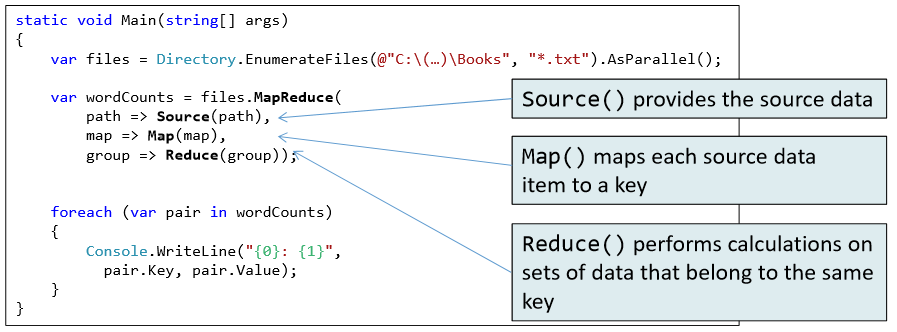 static void Main(string[] args)
{
var files = Directory.EnumerateFiles(@"C:\(…)\Books", "*.txt").AsParallel();
var wordCounts = files.MapReduce(
path => Source(path),
map => Map(map),
group => Reduce(group));
foreach (var pair in wordCounts)
{
Console.WriteLine("{0}: {1}",
pair.Key, pair.Value);
}
}
Source() provides the source data
Map() maps each source data
item to a key
Reduce() performs calculations on
sets of data that belong to the same
key